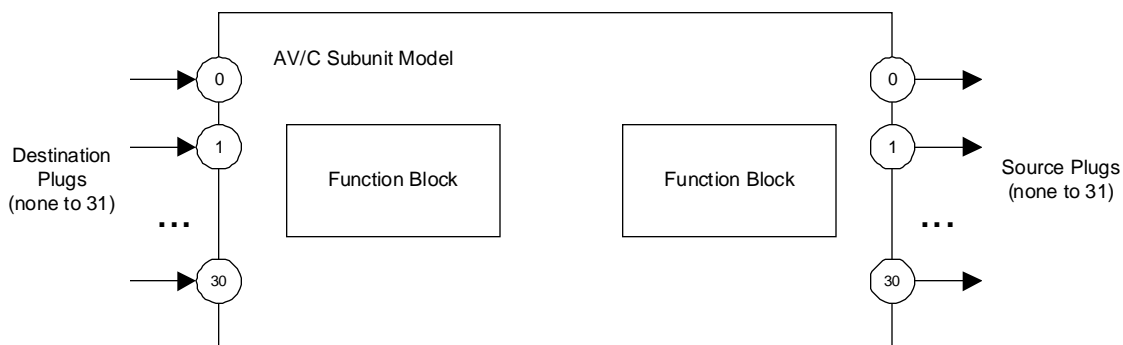 AV/C Subunit Model
0
0
1
1
Destination
Plugs
(none to 31)
Function Block
Function Block
Source Plugs
(none to 31)
...
...
30
30